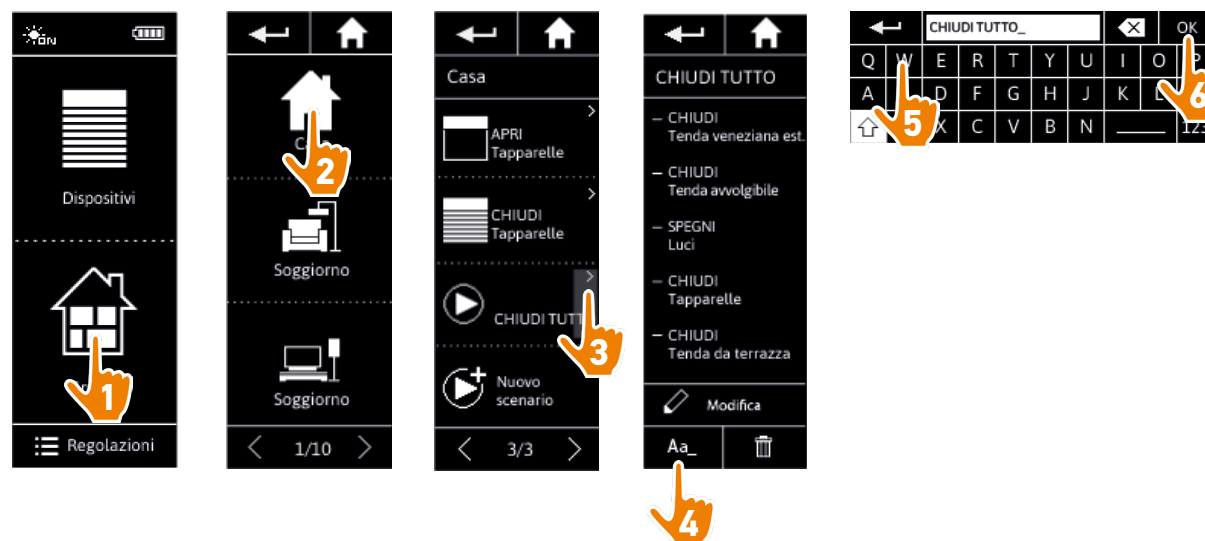 ON
Dispositivi
1
Regolazioni
2
Soggiorno
Soggiorno
1/10
Casa
APRI
Tapparelle
CHIUDI
Tapparelle
CHIUDI TUTT
3
Nuovo
scenario
3/3
CHIUDI TUTTO
– CHIUDI
Tenda veneziana est.
– CHIUDI
Tenda avvolgibile
– SPEGNI
Luci
– CHIUDI
Tapparelle
– CHIUDI
Tenda da terrazza
Modifica
Aa_
4
CHIUDI TUTTO_ X OK
Q W E R T Y U I O P
A D F G H J K L
5
6
X C V B N 123